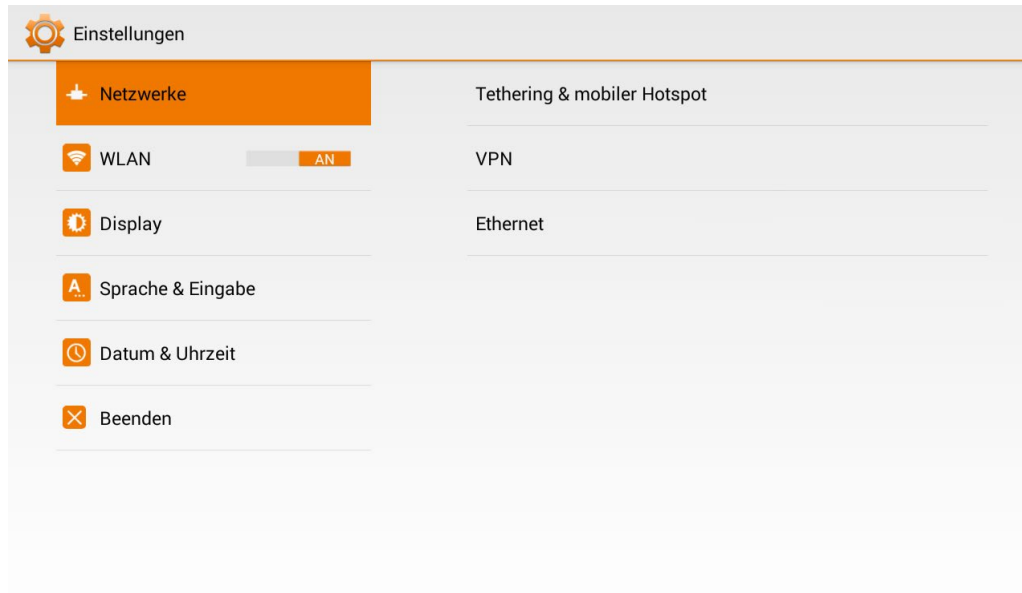 Einstellungen
Netzwerke
WLAN AN
Display
Sprache & Eingabe
Datum & Uhrzeit
Beenden
Tethering & mobiler Hotspot
VPN
Ethernet